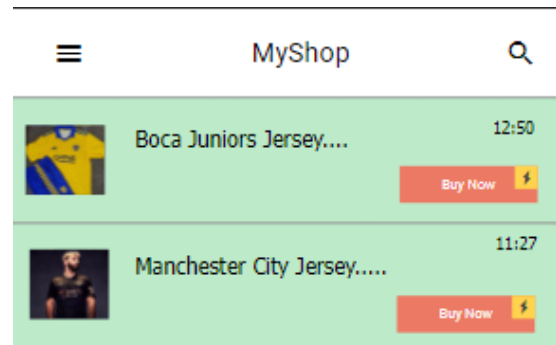 MyShop
Boca Juniors Jersey....
12:50
Buy Now
Manchester City Jersey.....
11:27
Buy Now